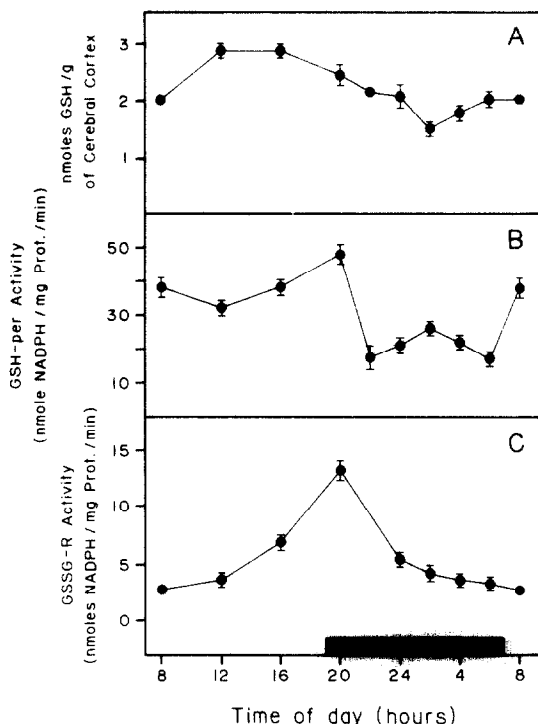 A
nmoles GSH/g
of Cerebral Cortex
3
2
1
B
GSH-per Activity
(nmole NADPH/mg Prot./min)
50
30
10
C
GSSG-R Activity
(nmoles NADPH/mg Prot./min)
15
10
5
0
8 12 16 20 24 4 8
Time of day (hours)